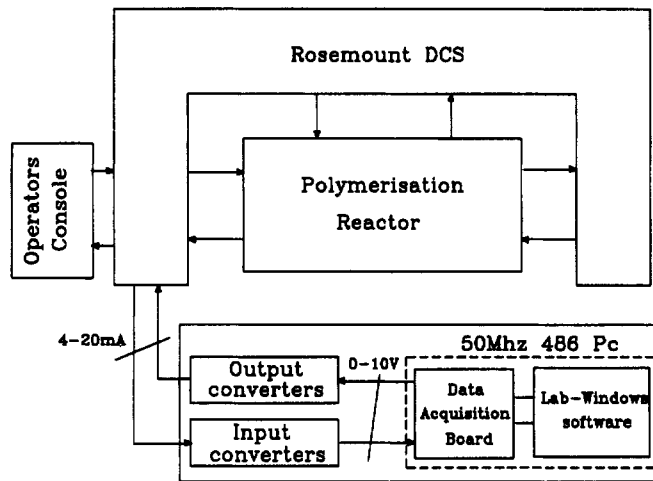 Rosemount DCS
Operators
Console
Polymerisation
Reactor
4-20mA
50Mhz 486 Pc
Output
converters
0-10V
Data
Acquisition
Board
Lab-Windows
software
Input
converters